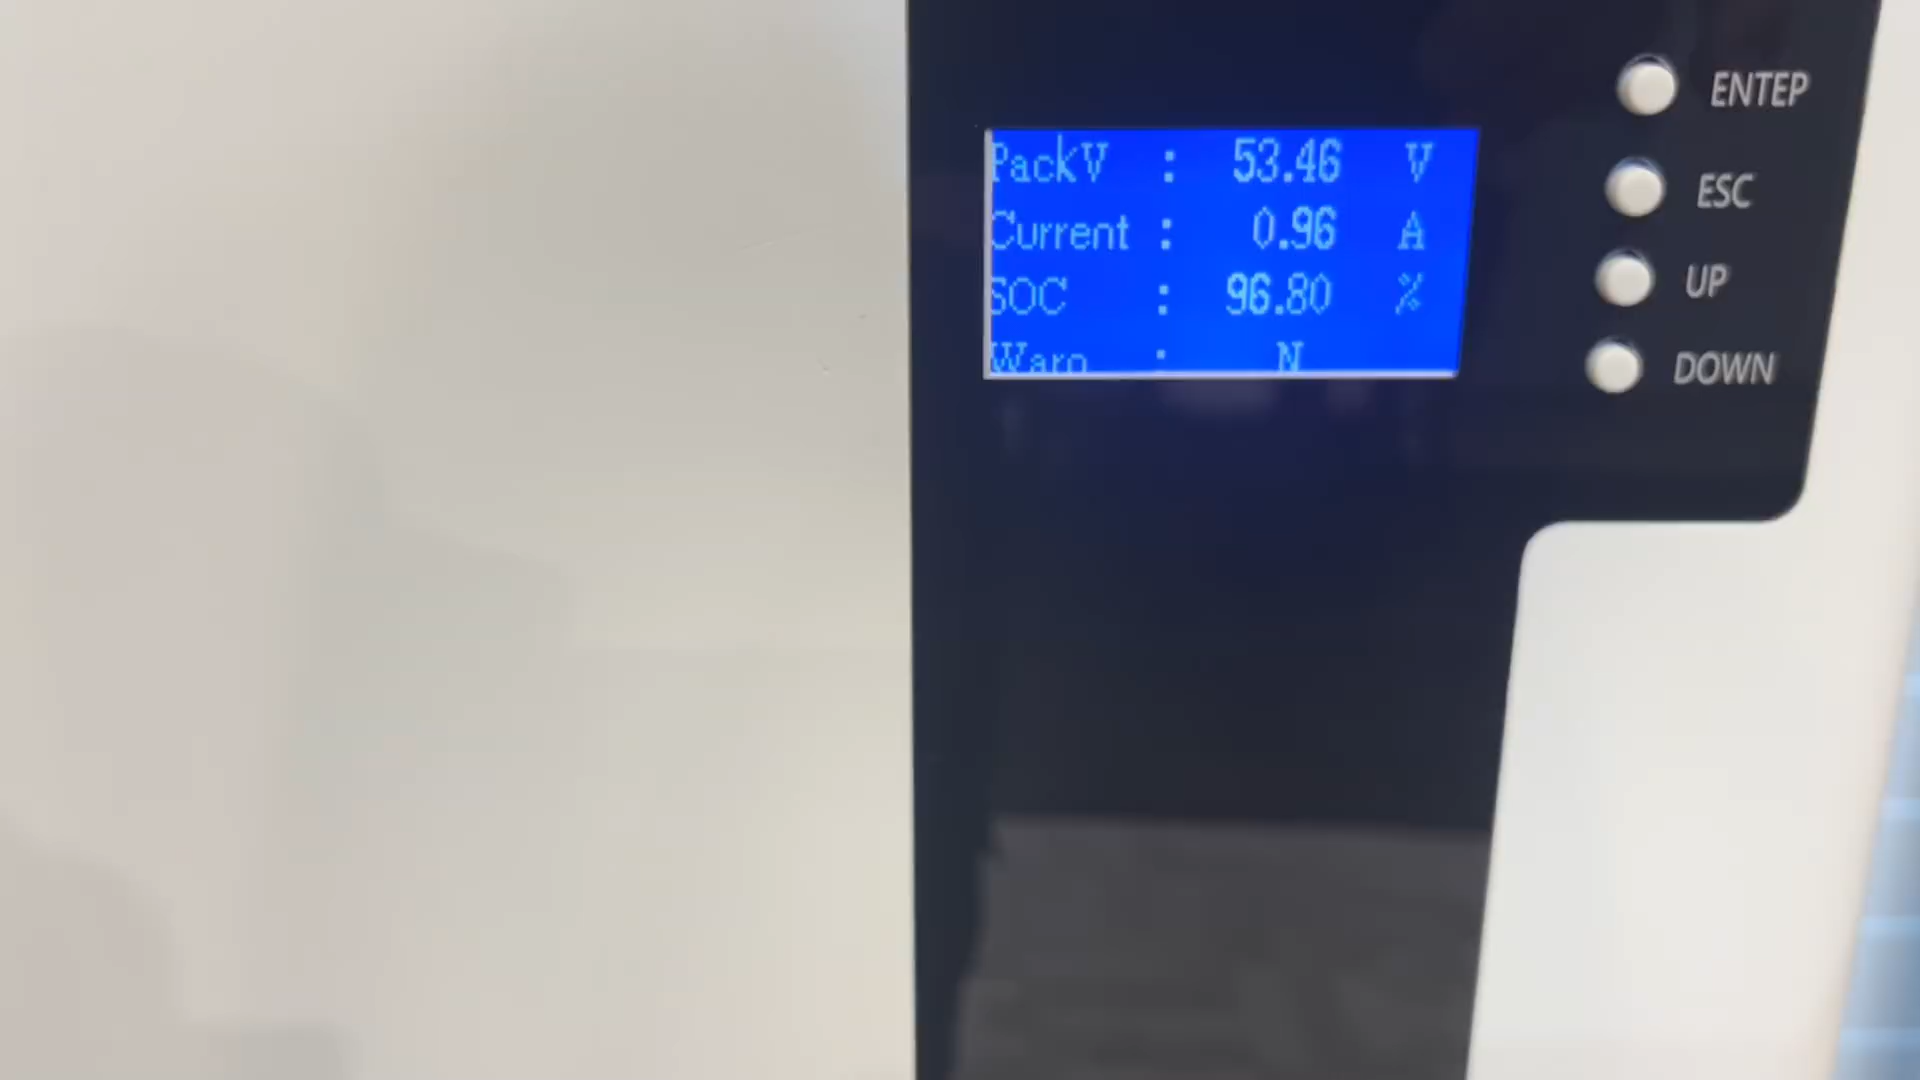 PackV : 53.46 V
Current : 0.96 A
SOC : 96.80 %
Warn : N
ENTEP
ESC
UP
DOWN